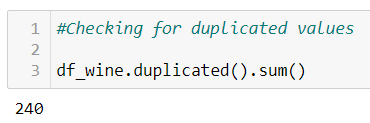 1 #Checking for duplicated values
2
3 df_wine.duplicated().sum()
240